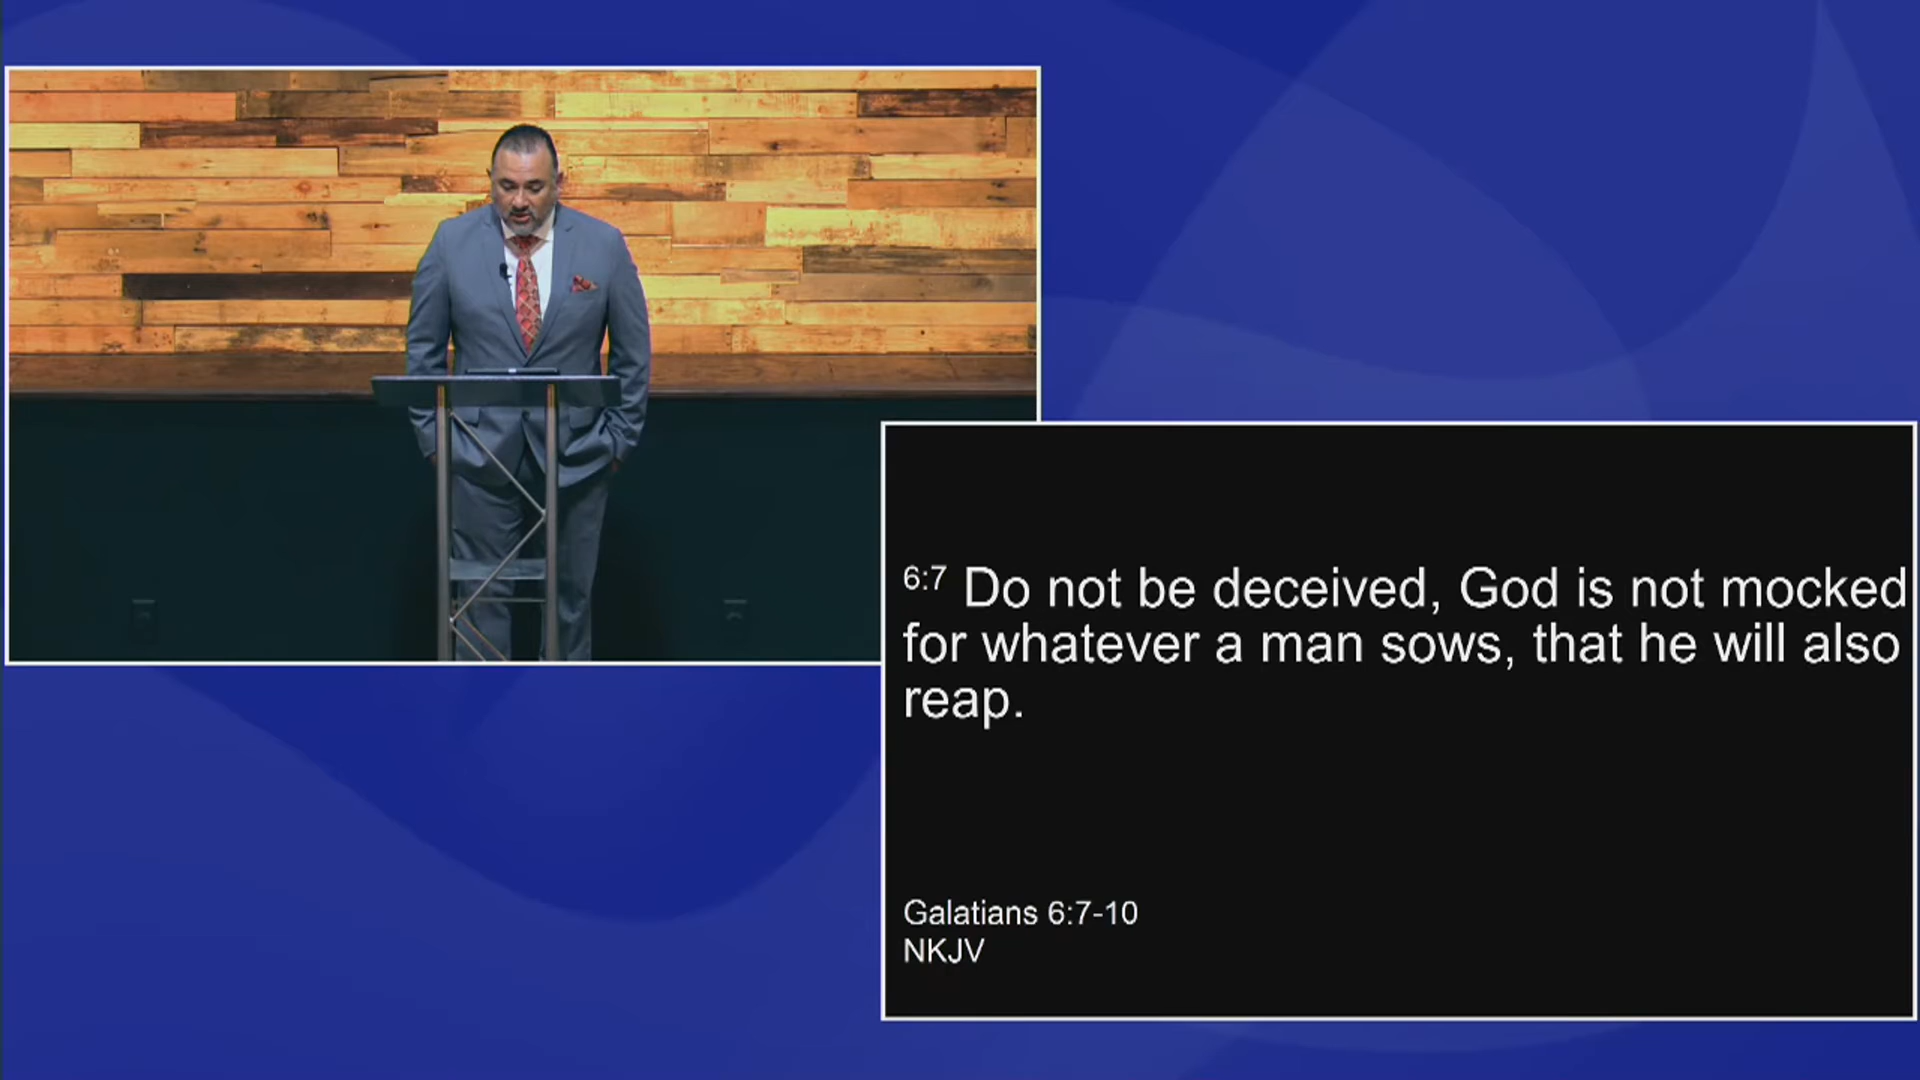 6:7 Do not be deceived, God is not mocked
for whatever a man sows, that he will also
reap.
Galatians 6:7-10
NKJV